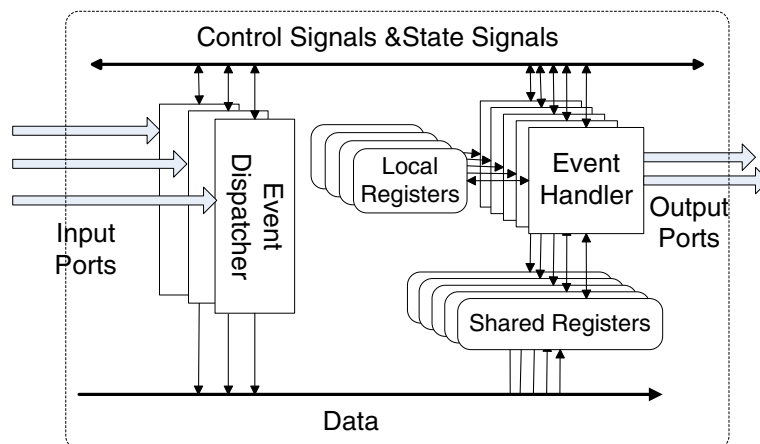 Control Signals &State Signals
Input
Ports
Event
Dispatcher
Local
Registers
Event
Handler
Output
Ports
Shared Registers
Data